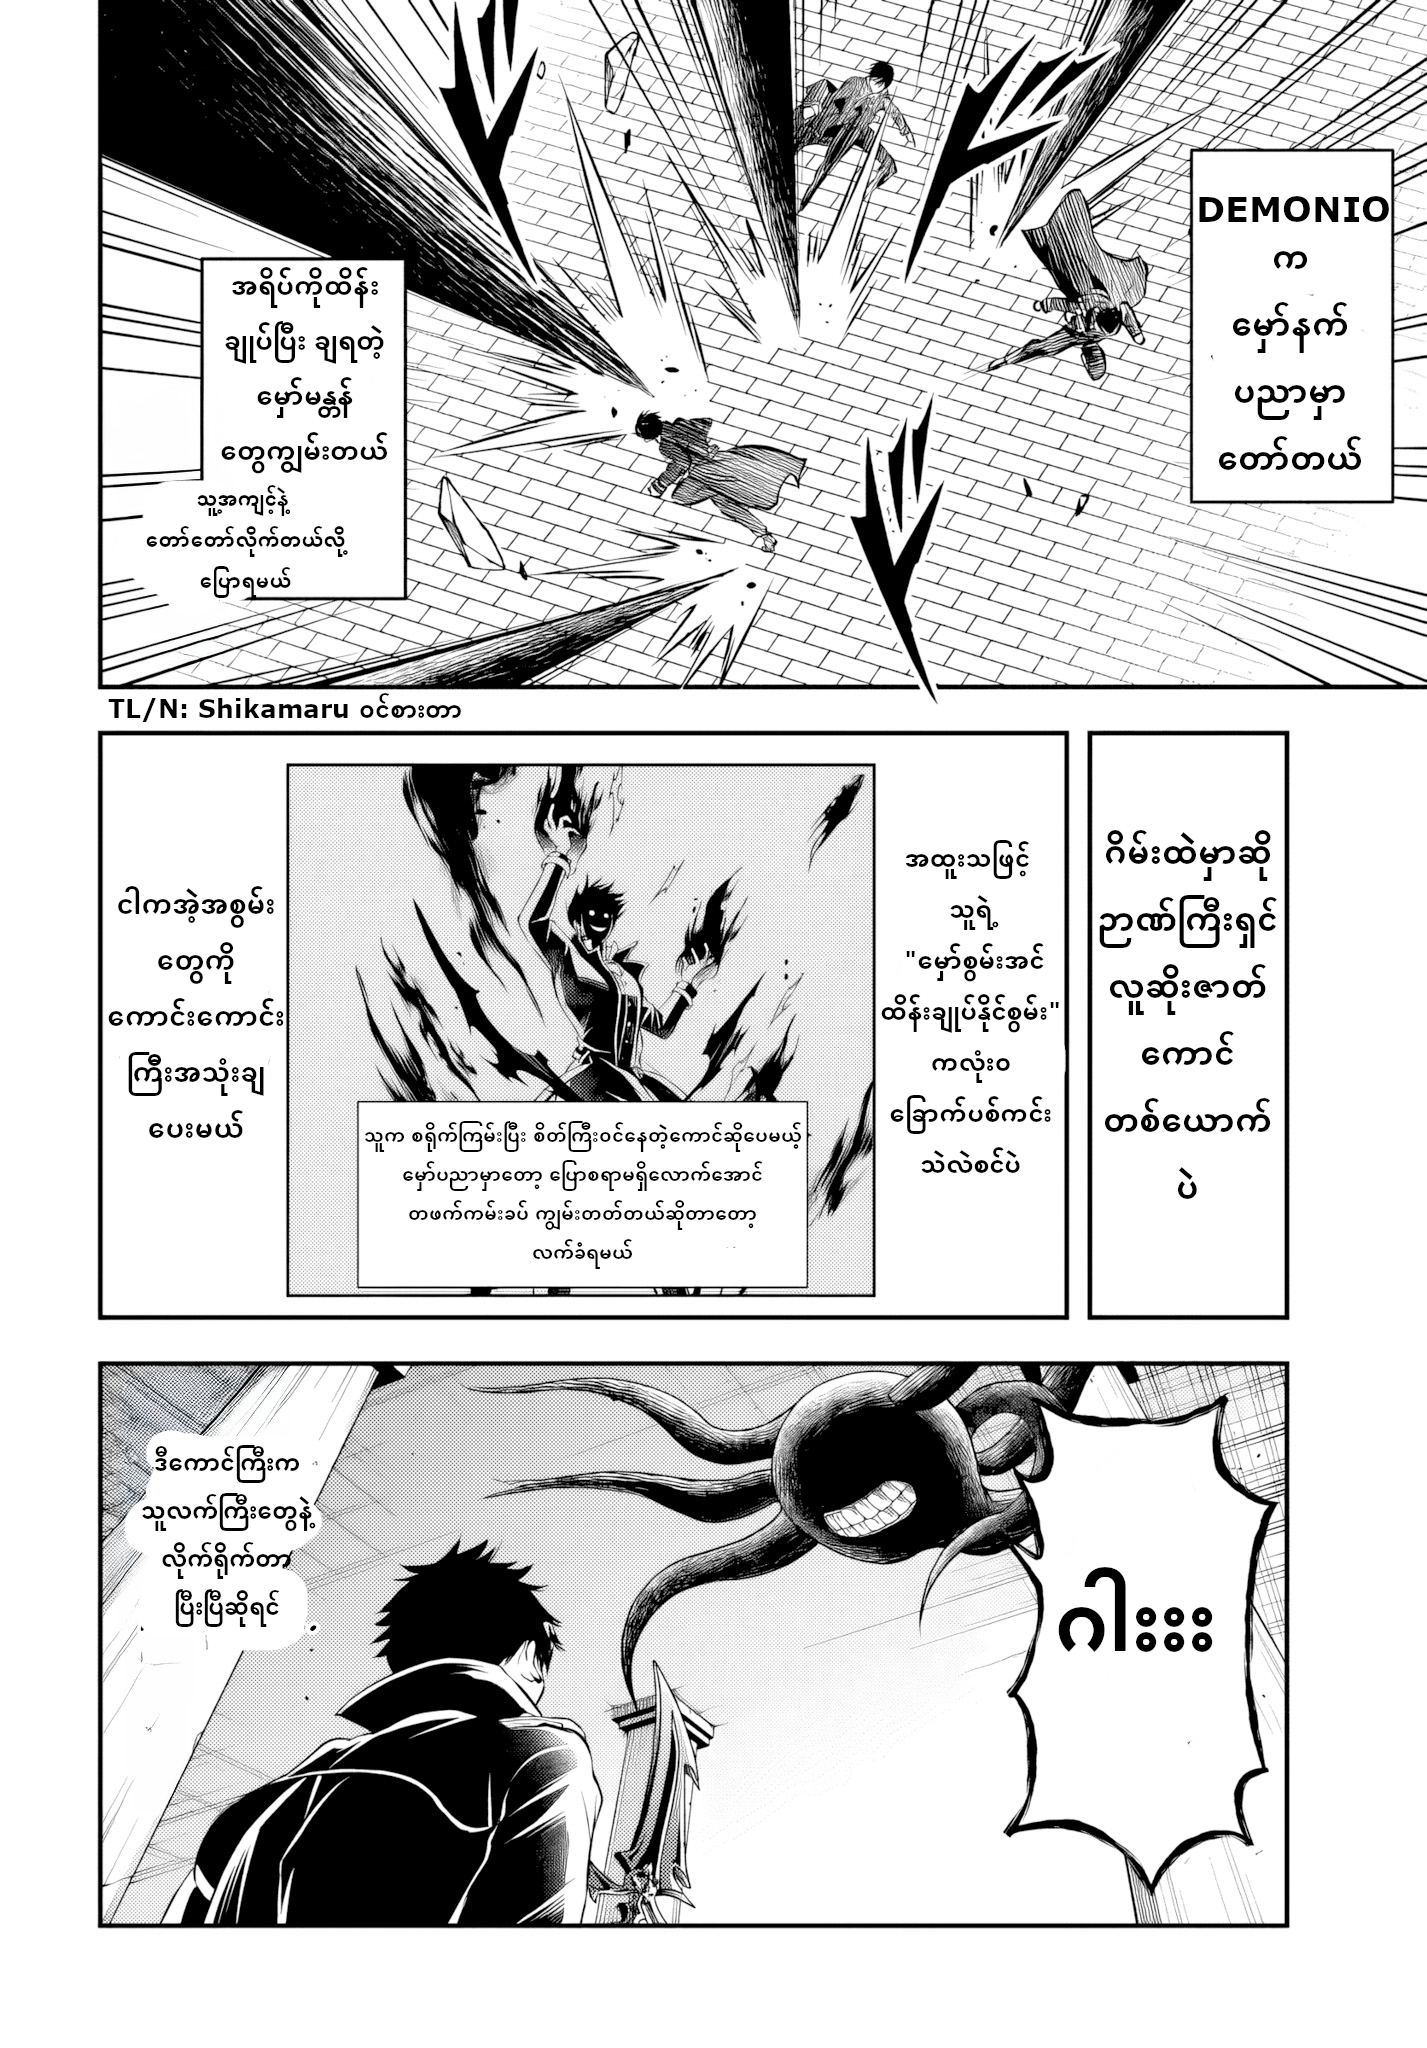 DEMONIO
က
မှော်နက်
ပညာမှာ
တော်တယ်
အရိပ်ကိုထိန်း
ချုပ်ပြီး ချရတဲ့
မှော်မန္တန်
တွေကျွမ်းတယ်
သူ့အကျင့်နဲ့
တော်တော်လိုက်တယ်လို့
ပြောရမယ်
TL/N: Shikamaru ဝင်စားတာ
ဂိမ်းထဲမှာဆို
ဉာဏ်ကြီးရှင်
လူဆိုးဇာတ်
ကောင်
တစ်ယောက်
ပဲ
အထူးသဖြင့်
သူရဲ့
"မှော်စွမ်းအင်
ထိန်းချုပ်နိုင်စွမ်း"
ကလုံးဝ
ခြောက်ပစ်ကင်း
သဲလဲစင်ပဲ
သူက စရိုက်ကြမ်းပြီး စိတ်ကြီးဝင်နေတဲ့ကောင်ဆိုပေမယ့်
မှော်ပညာမှာတော့ ပြောစရာမရှိလောက်အောင်
တဖက်ကမ်းခပ် ကျွမ်းတတ်တယ်ဆိုတာတော့
လက်ခံရမယ်
ငါကအဲ့အစွမ်း
တွေကို
ကောင်းကောင်း
ကြီးအသုံးချ
ပေးမယ်
ဂါးးး
ဒီကောင်ကြီးက
သူလက်ကြီးတွေနဲ့
လိုက်ရိုက်တာ
ပြီးပြီဆိုရင်